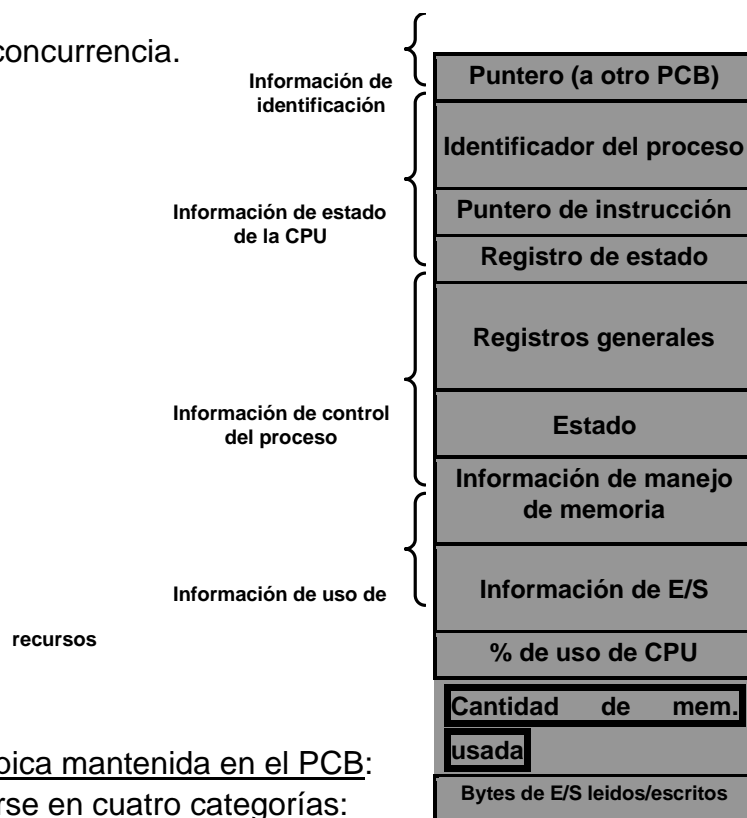 concurrencia.
Información de
identificación
Información de estado
de la CPU
Información de control
del proceso
Información de uso de
recursos
Puntero (a otro PCB)
Identificador del proceso
Puntero de instrucción
Registro de estado
Registros generales
Estado
Información de manejo
de memoria
Información de E/S
% de uso de CPU
Cantidad de mem.
usada
Bytes de E/S leidos/escritos
mantenida en el PCB:
en cuatro categorías: